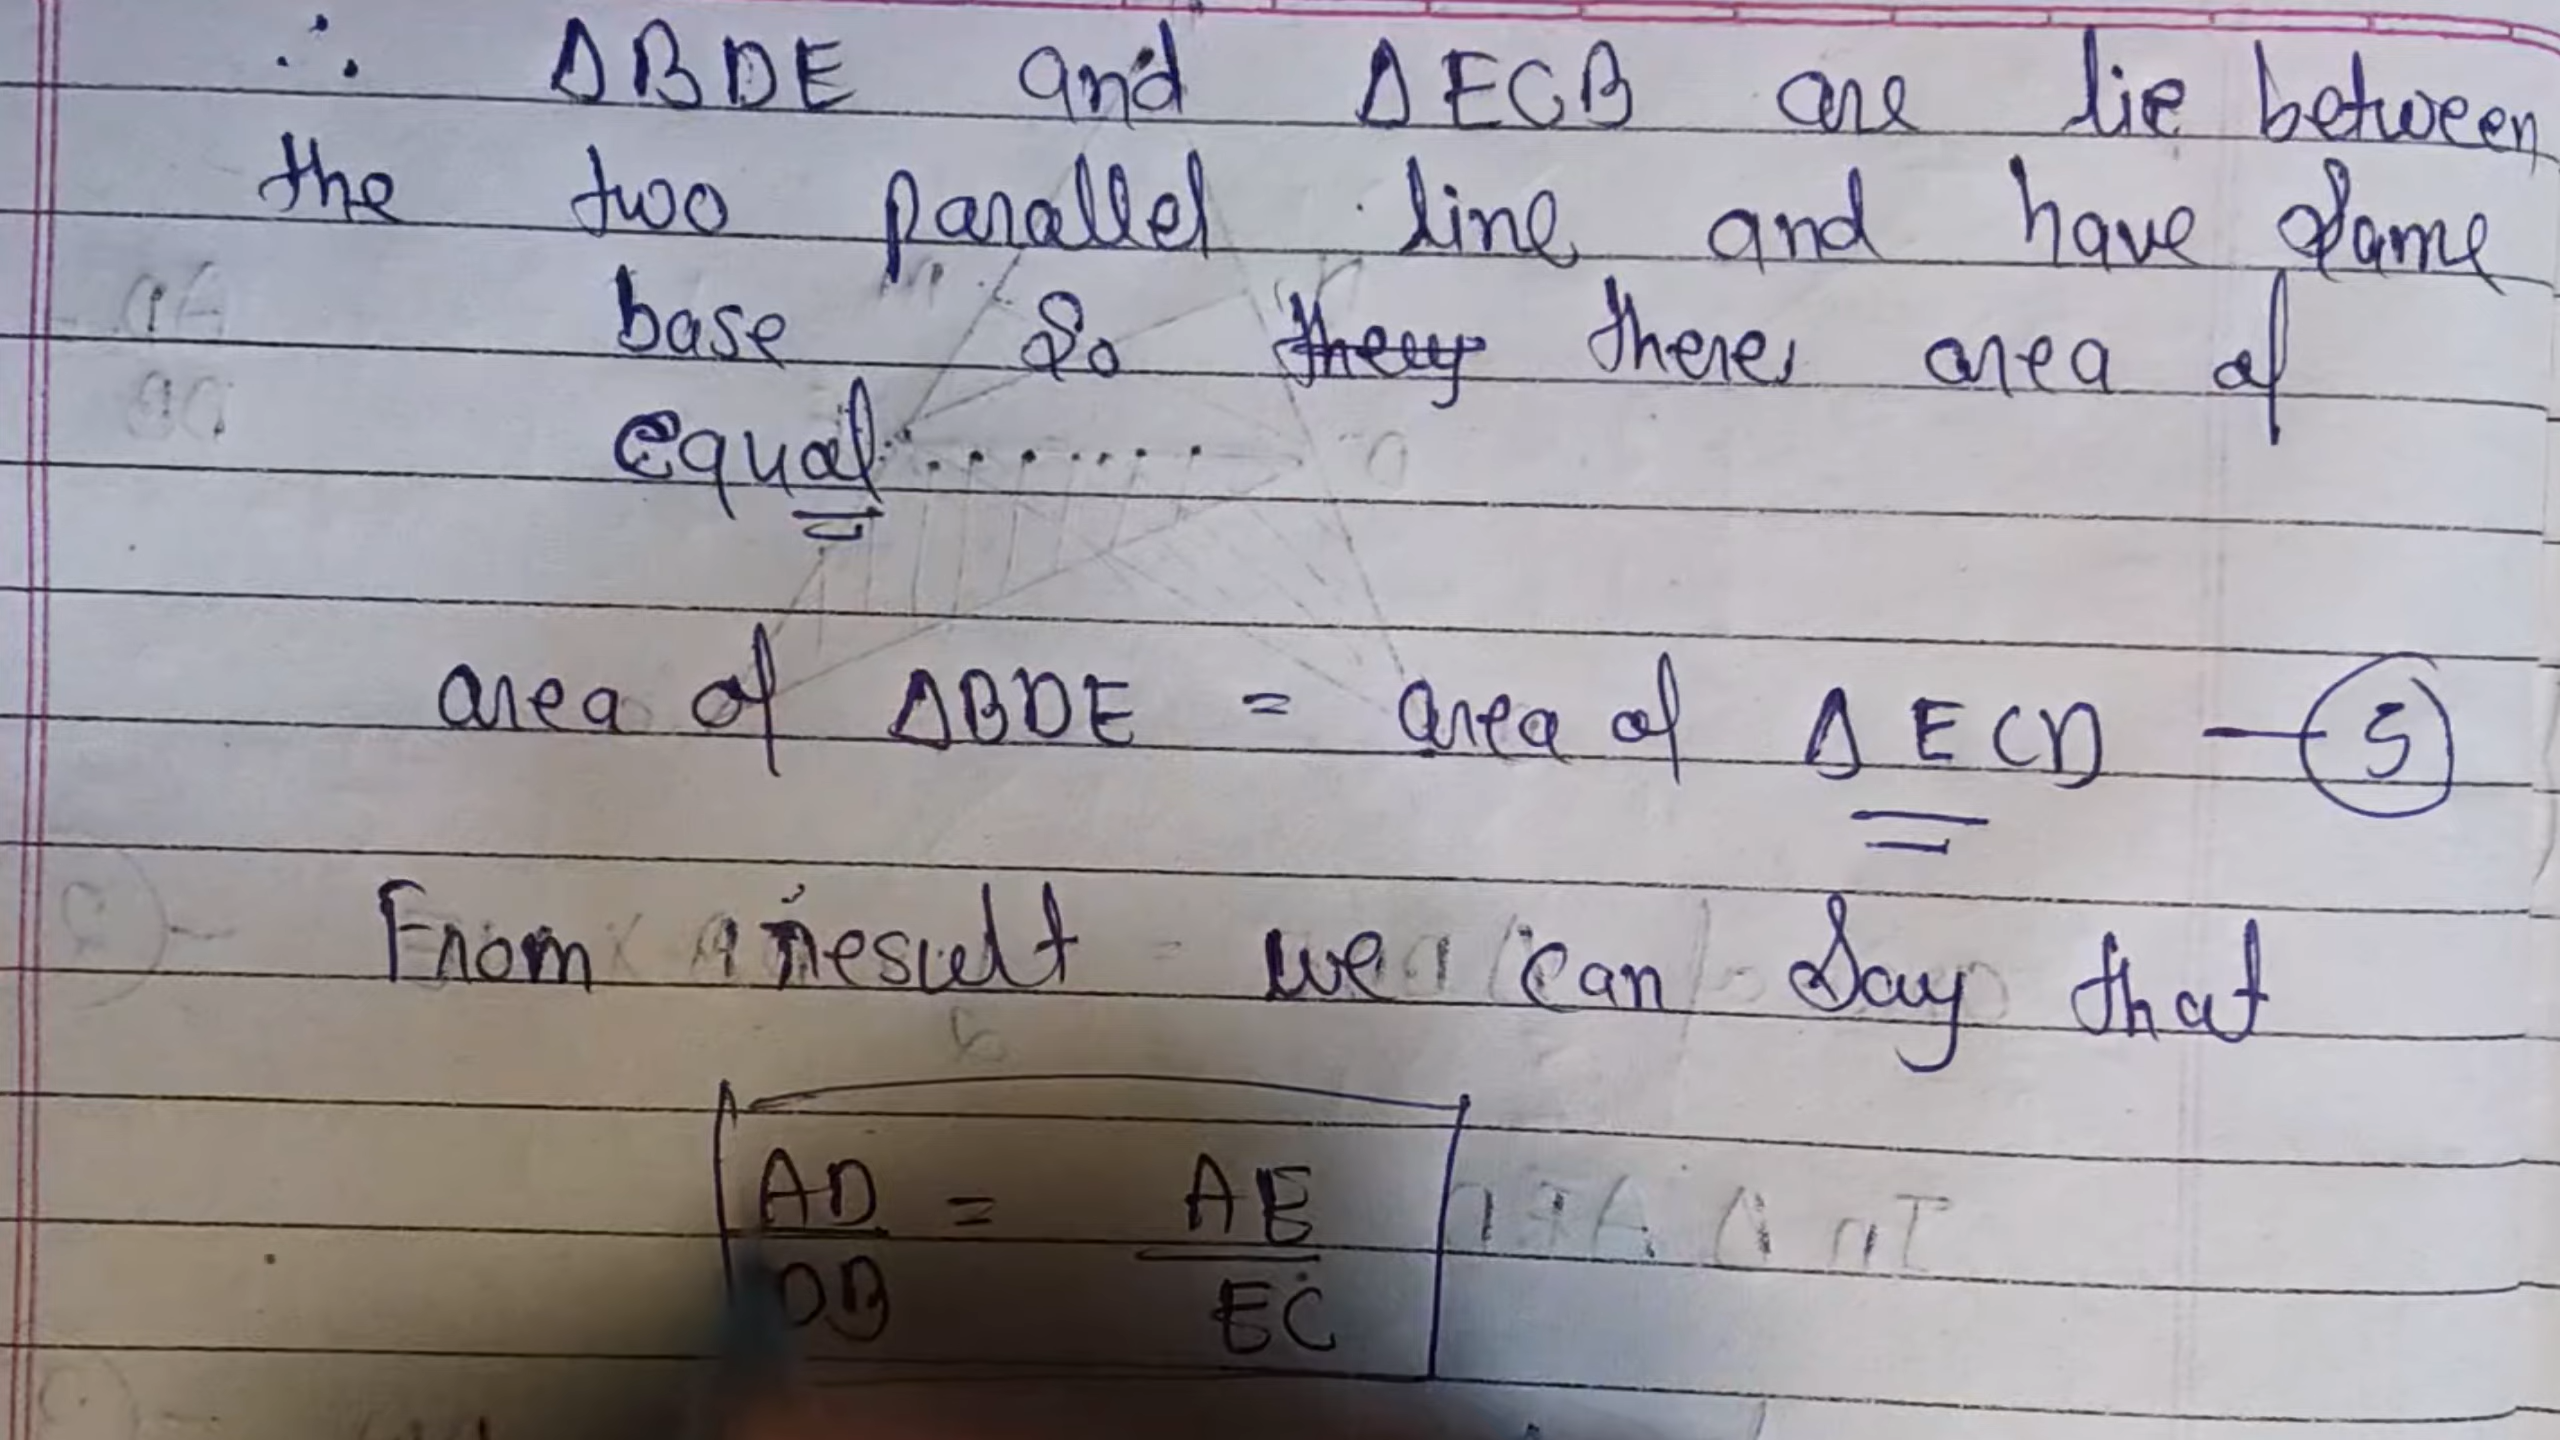 ∴ ΔBDE and ΔECB are lie between
the two parallel line and have same
base So they there area of
equal ..........
area of ΔBDE = area of Δ ECD — 5
From result we can say that
AD/DB = AE/EC